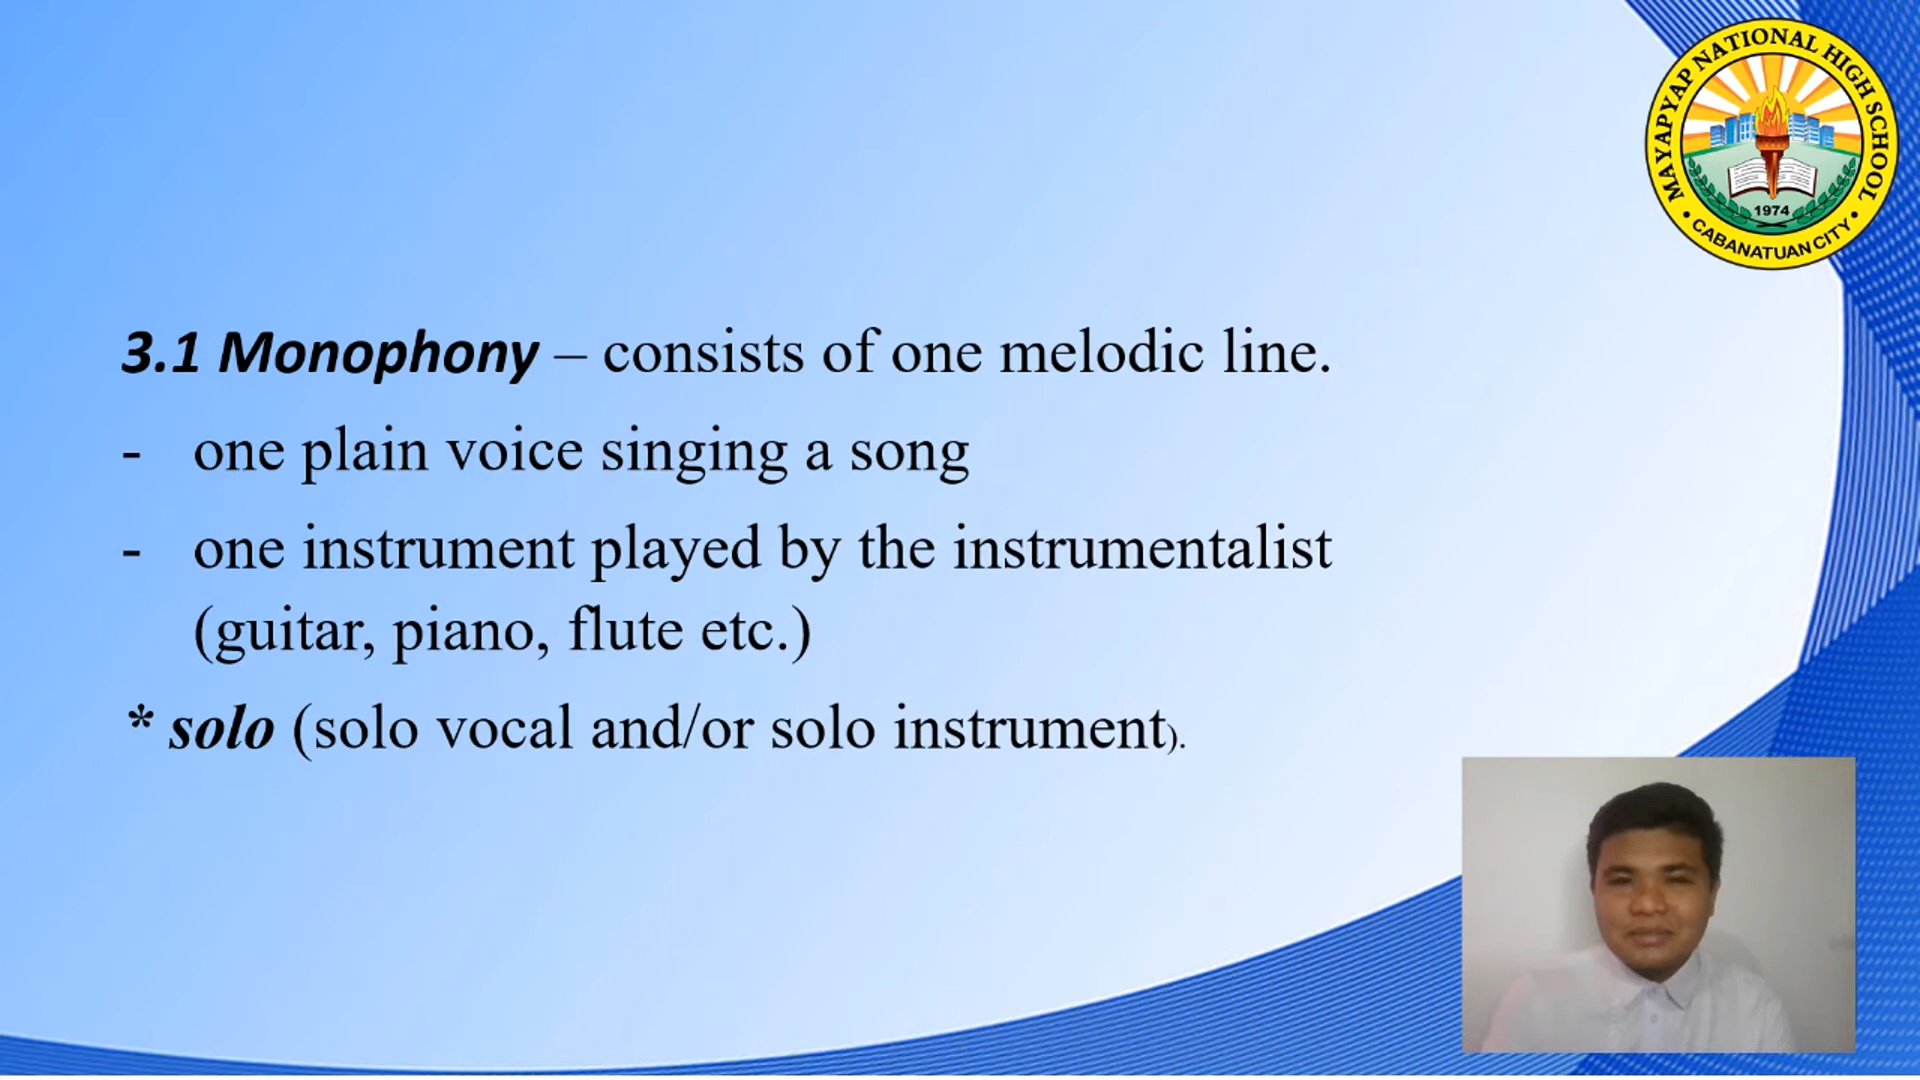 MAYAPYAP NATIONAL HIGH SCHOOL
1974
• CABANATUAN CITY •
3.1 Monophony – consists of one melodic line.
- one plain voice singing a song
- one instrument played by the instrumentalist
(guitar, piano, flute etc.)
* solo (solo vocal and/or solo instrument).